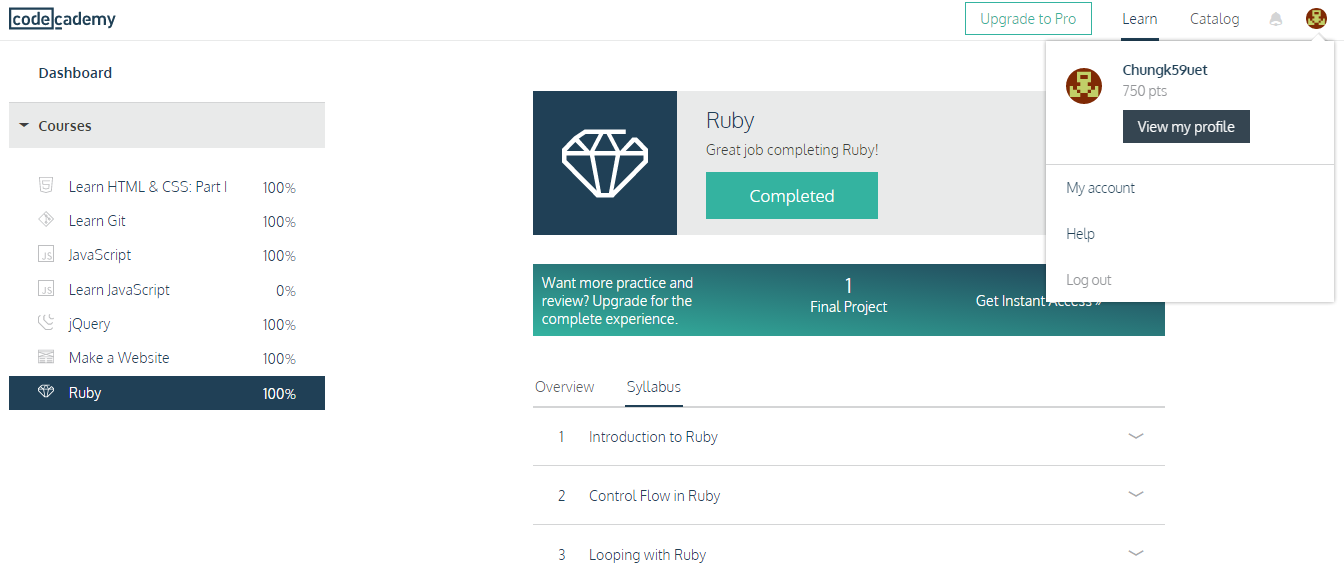 codecademy
Upgrade to Pro
Learn
Catalog
Dashboard
Courses
Learn HTML & CSS: Part I 100%
Learn Git 100%
JavaScript 100%
Learn JavaScript 0%
jQuery 100%
Make a Website 100%
Ruby 100%
Ruby
Great job completing Ruby!
Completed
Want more practice and
review? Upgrade for the
complete experience.
1
Final Project
Get Instant Access »
Overview
Syllabus
1 Introduction to Ruby
2 Control Flow in Ruby
3 Looping with Ruby
Chungk59uet
750 pts
View my profile
My account
Help
Log out